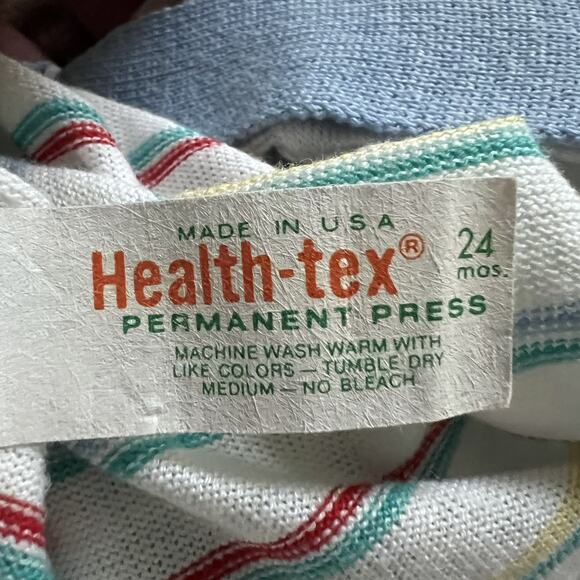 MADE IN U.S.A
Health-tex® 24 mos.
PERMANENT PRESS
MACHINE WASH WARM WITH
LIKE COLORS — TUMBLE DRY
MEDIUM — NO BLEACH